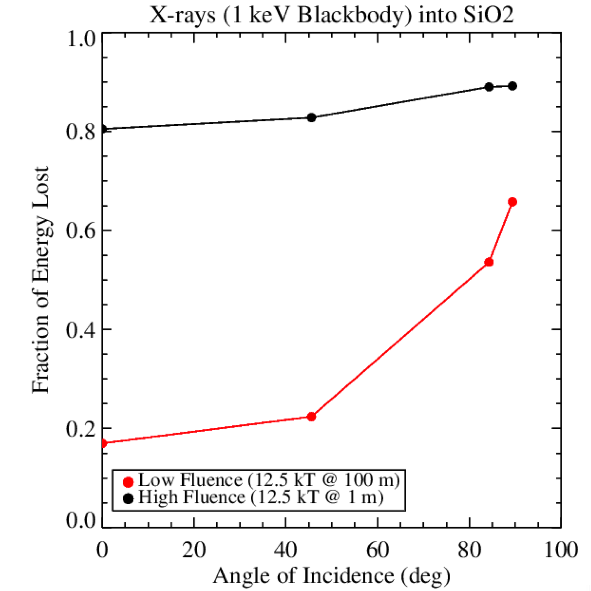 X-rays (1 keV Blackbody) into SiO2
1.0
0.8
0.6
0.4
0.2
0.0
Fraction of Energy Lost
Low Fluence (12.5 kT @ 100 m)
High Fluence (12.5 kT @ 1 m)
0 20 40 60 80 100
Angle of Incidence (deg)